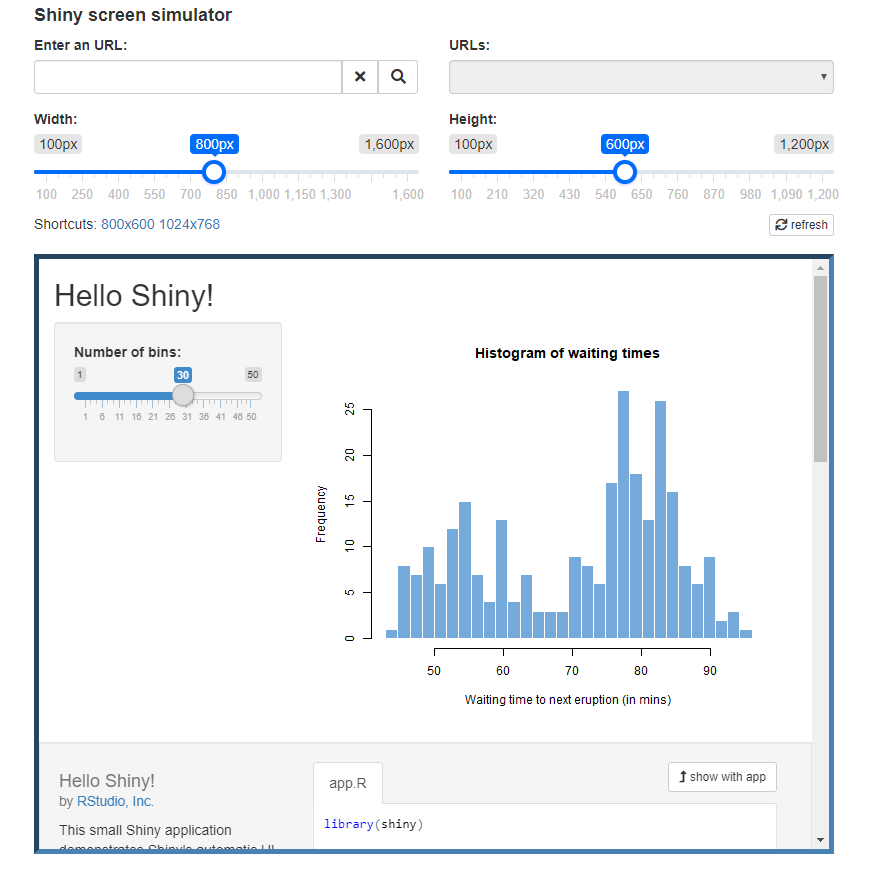 Shiny screen simulator
Enter an URL: URLs:
Width: Height:
100px 800px 1,600px 100px 600px 1,200px
100 250 400 550 700 850 1,000 1,150 1,300 1,600 100 210 320 430 540 650 760 870 980 1,090 1,200
Shortcuts: 800x600 1024x768 refresh
Hello Shiny!
Number of bins:
1 30 50
1 6 11 16 21 26 31 36 41 46 50
Histogram of waiting times
Frequency
25
20
15
10
5
0
50 60 70 80 90
Waiting time to next eruption (in mins)
Hello Shiny!
by RStudio, Inc.
This small Shiny application
demonstrates Shiny's automatic UI
app.R
show with app
library(shiny)